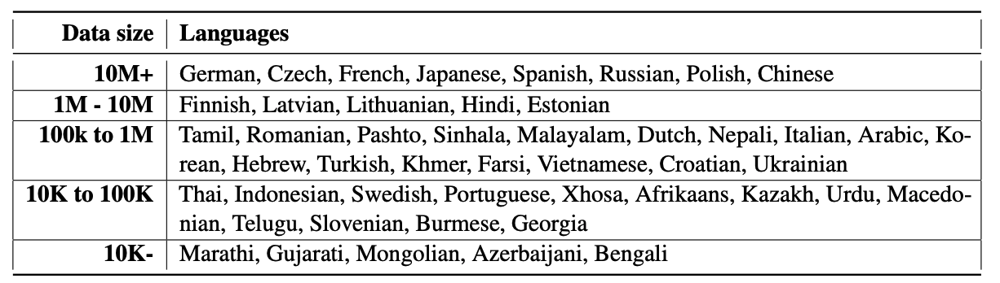 Data size Languages
10M+ German, Czech, French, Japanese, Spanish, Russian, Polish, Chinese
1M - 10M Finnish, Latvian, Lithuanian, Hindi, Estonian
100k to 1M Tamil, Romanian, Pashto, Sinhala, Malayalam, Dutch, Nepali, Italian, Arabic, Ko-
rean, Hebrew, Turkish, Khmer, Farsi, Vietnamese, Croatian, Ukrainian
10K to 100K Thai, Indonesian, Swedish, Portuguese, Xhosa, Afrikaans, Kazakh, Urdu, Macedo-
nian, Telugu, Slovenian, Burmese, Georgia
10K- Marathi, Gujarati, Mongolian, Azerbaijani, Bengali